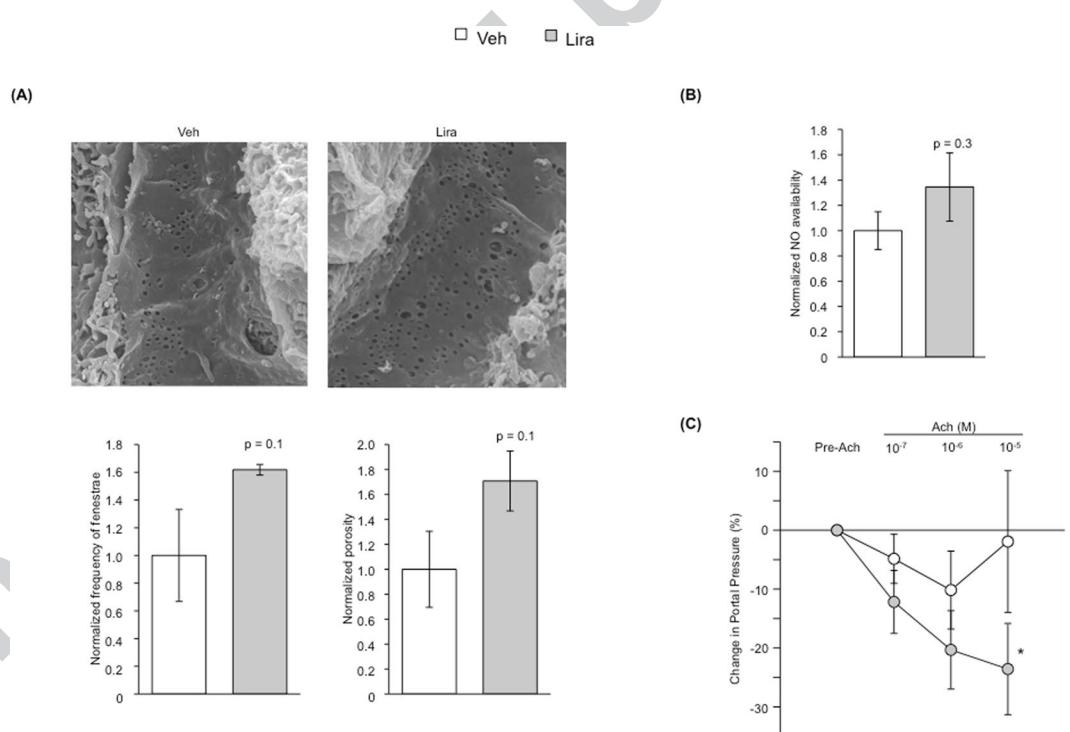 Veh Lira
(A)
Veh Lira
Normalized frequency of fenestrae
1.8
1.6
1.4
1.2
1.0
0.8
0.6
0.4
0.2
0
p = 0.1
Normalized porosity
2.0
1.8
1.6
1.4
1.2
1.0
0.8
0.6
0.4
0.2
0
p = 0.1
(B)
Normalized NO availability
1.8
1.6
1.4
1.2
1.0
0.8
0.6
0.4
0.2
0
p = 0.3
(C)
Ach (M)
Pre-Ach 10⁻⁷ 10⁻⁶ 10⁻⁵
Change in Portal Pressure (%)
10
0
-10
-20
-30
*